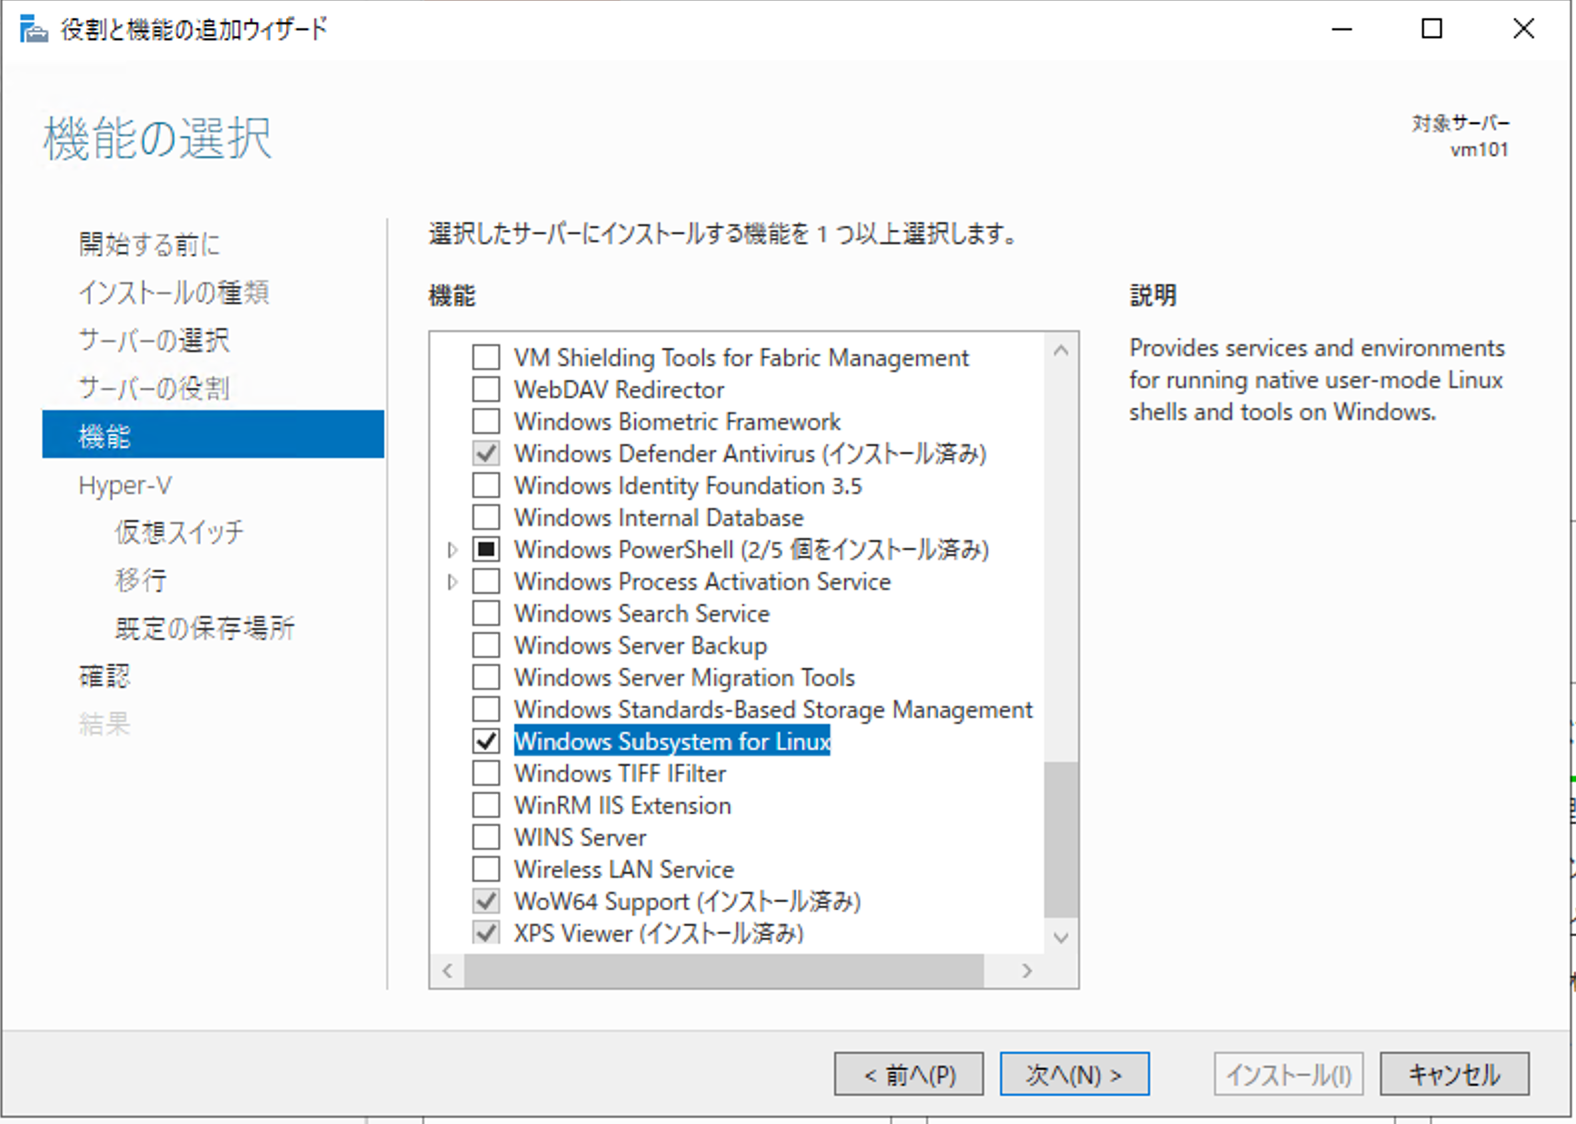 役割と機能の追加ウィザード
機能の選択
対象サーバー
vm101
開始する前に
インストールの種類
サーバーの選択
サーバーの役割
機能
Hyper-V
仮想スイッチ
移行
既定の保存場所
確認
結果
選択したサーバーにインストールする機能を 1 つ以上選択します。
機能
VM Shielding Tools for Fabric Management
WebDAV Redirector
Windows Biometric Framework
Windows Defender Antivirus (インストール済み)
Windows Identity Foundation 3.5
Windows Internal Database
Windows PowerShell (2/5 個をインストール済み)
Windows Process Activation Service
Windows Search Service
Windows Server Backup
Windows Server Migration Tools
Windows Standards-Based Storage Management
Windows Subsystem for Linux
Windows TIFF IFilter
WinRM IIS Extension
WINS Server
Wireless LAN Service
WoW64 Support (インストール済み)
XPS Viewer (インストール済み)
説明
Provides services and environments
for running native user-mode Linux
shells and tools on Windows.
< 前へ(P)
次へ(N) >
インストール(I)
キャンセル